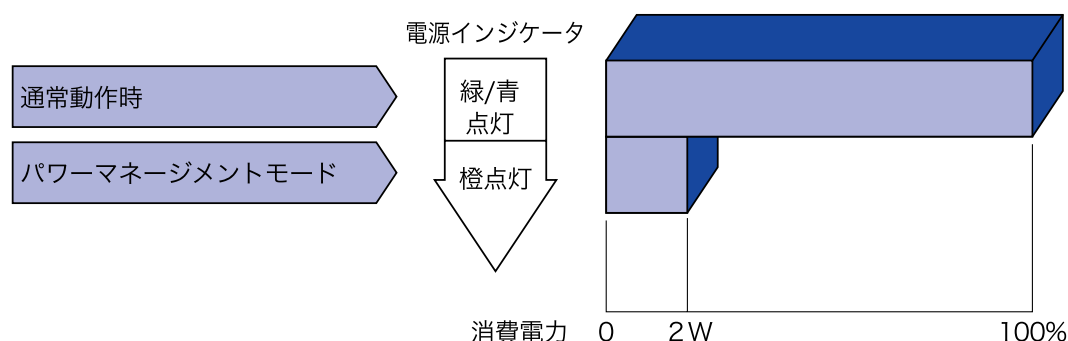 電源インジケータ
通常動作時
緑/青
点灯
パワーマネージメントモード
橙点灯
消費電力 0 2W 100%